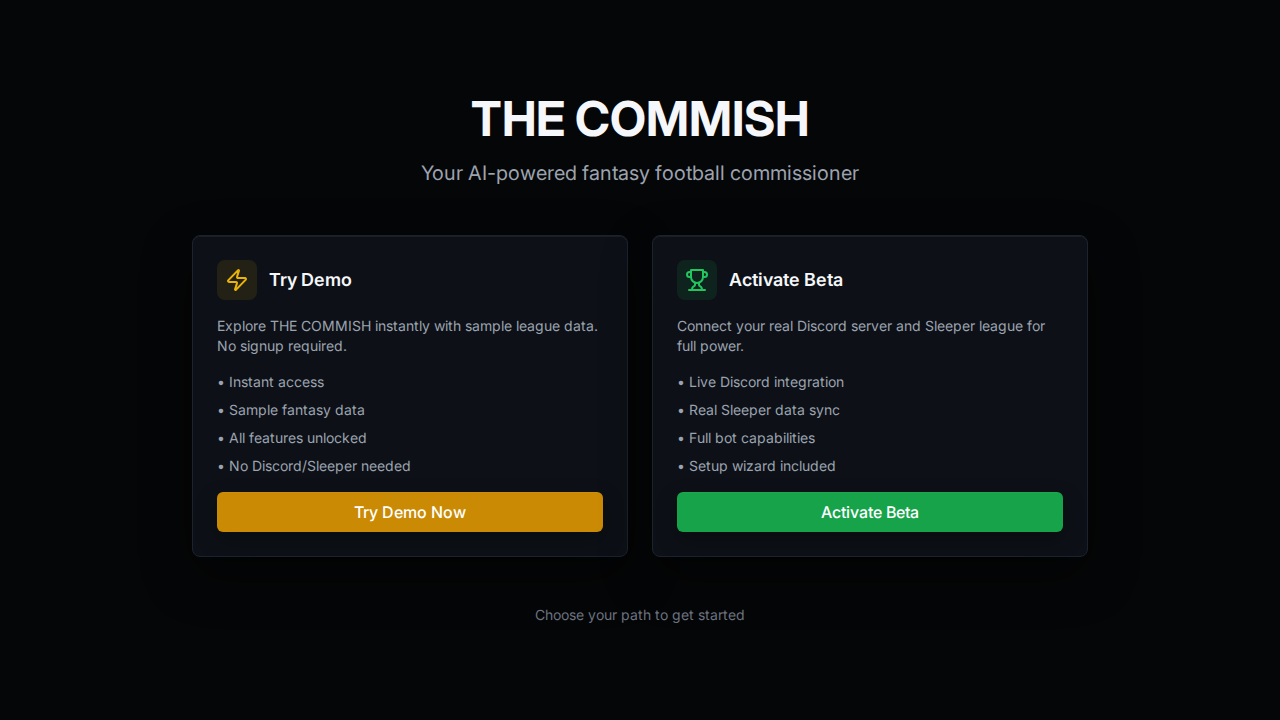 THE COMMISH
Your AI-powered fantasy football commissioner
Try Demo
Explore THE COMMISH instantly with sample league data.
No signup required.
• Instant access
• Sample fantasy data
• All features unlocked
• No Discord/Sleeper needed
Try Demo Now
Activate Beta
Connect your real Discord server and Sleeper league for
full power.
• Live Discord integration
• Real Sleeper data sync
• Full bot capabilities
• Setup wizard included
Activate Beta
Choose your path to get started